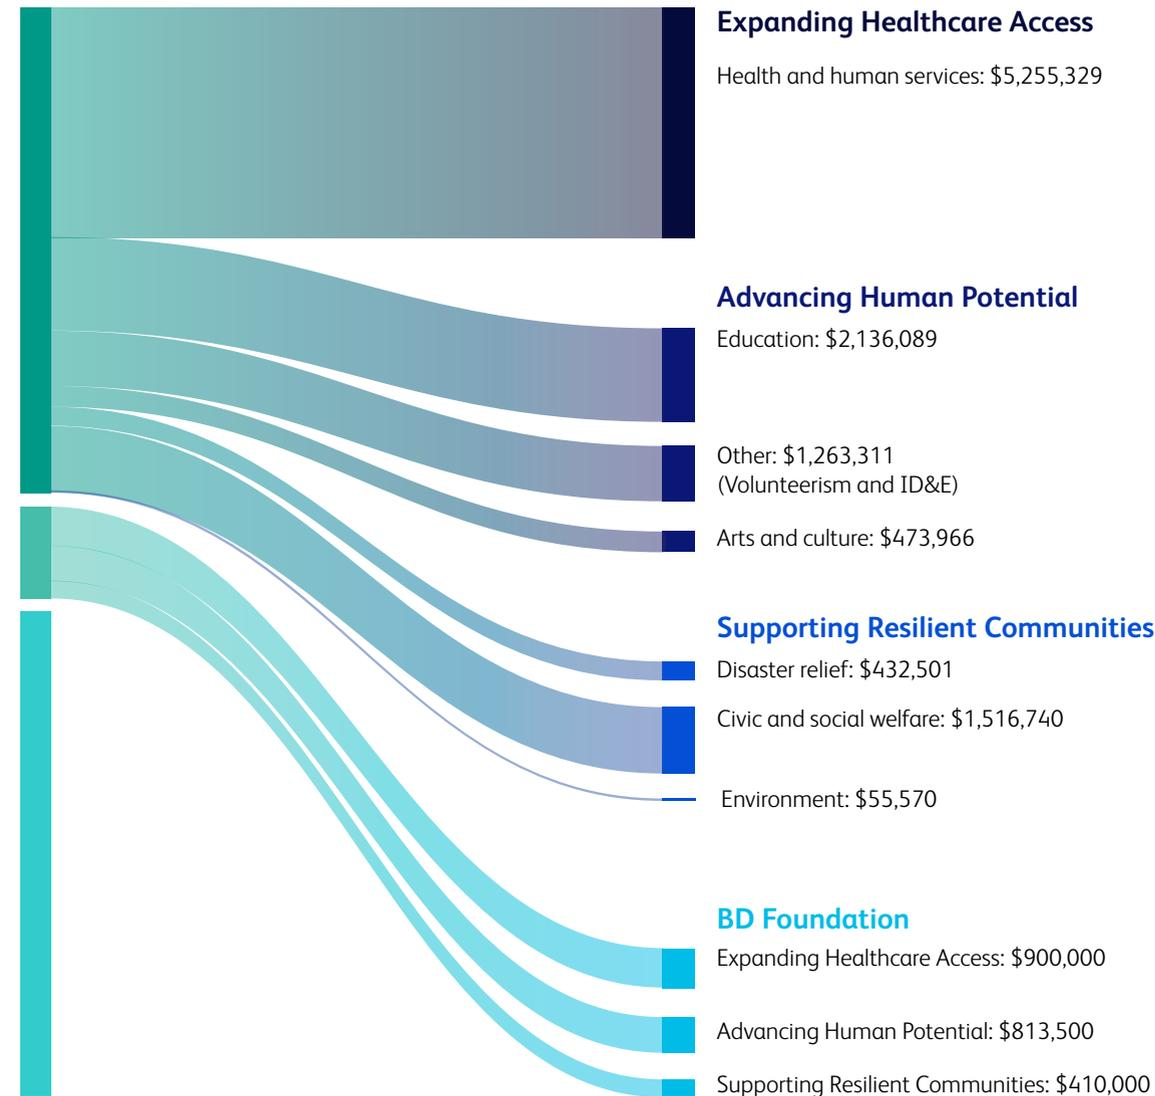 Expanding Healthcare Access
Health and human services: $5,255,329
Advancing Human Potential
Education: $2,136,089
Other: $1,263,311
(Volunteerism and ID&E)
Arts and culture: $473,966
Supporting Resilient Communities
Disaster relief: $432,501
Civic and social welfare: $1,516,740
Environment: $55,570
BD Foundation
Expanding Healthcare Access: $900,000
Advancing Human Potential: $813,500
Supporting Resilient Communities: $410,000